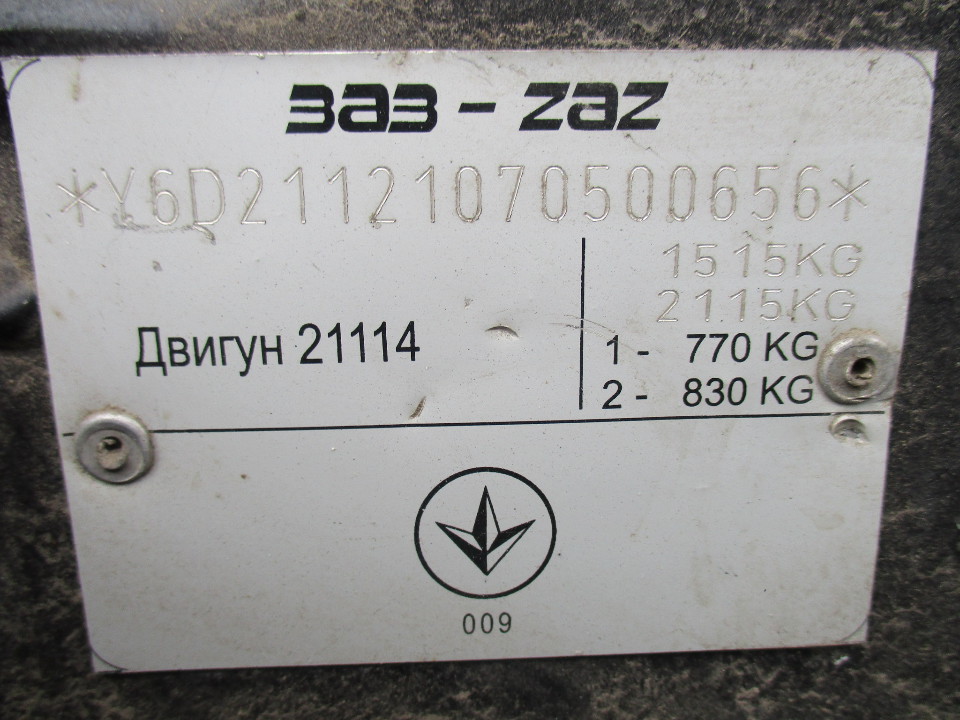 ЗАЗ - ZAZ
*Y6D21121070500656*
1515KG
2115KG
Двигун 21114
1 - 770 KG
2 - 830 KG
009